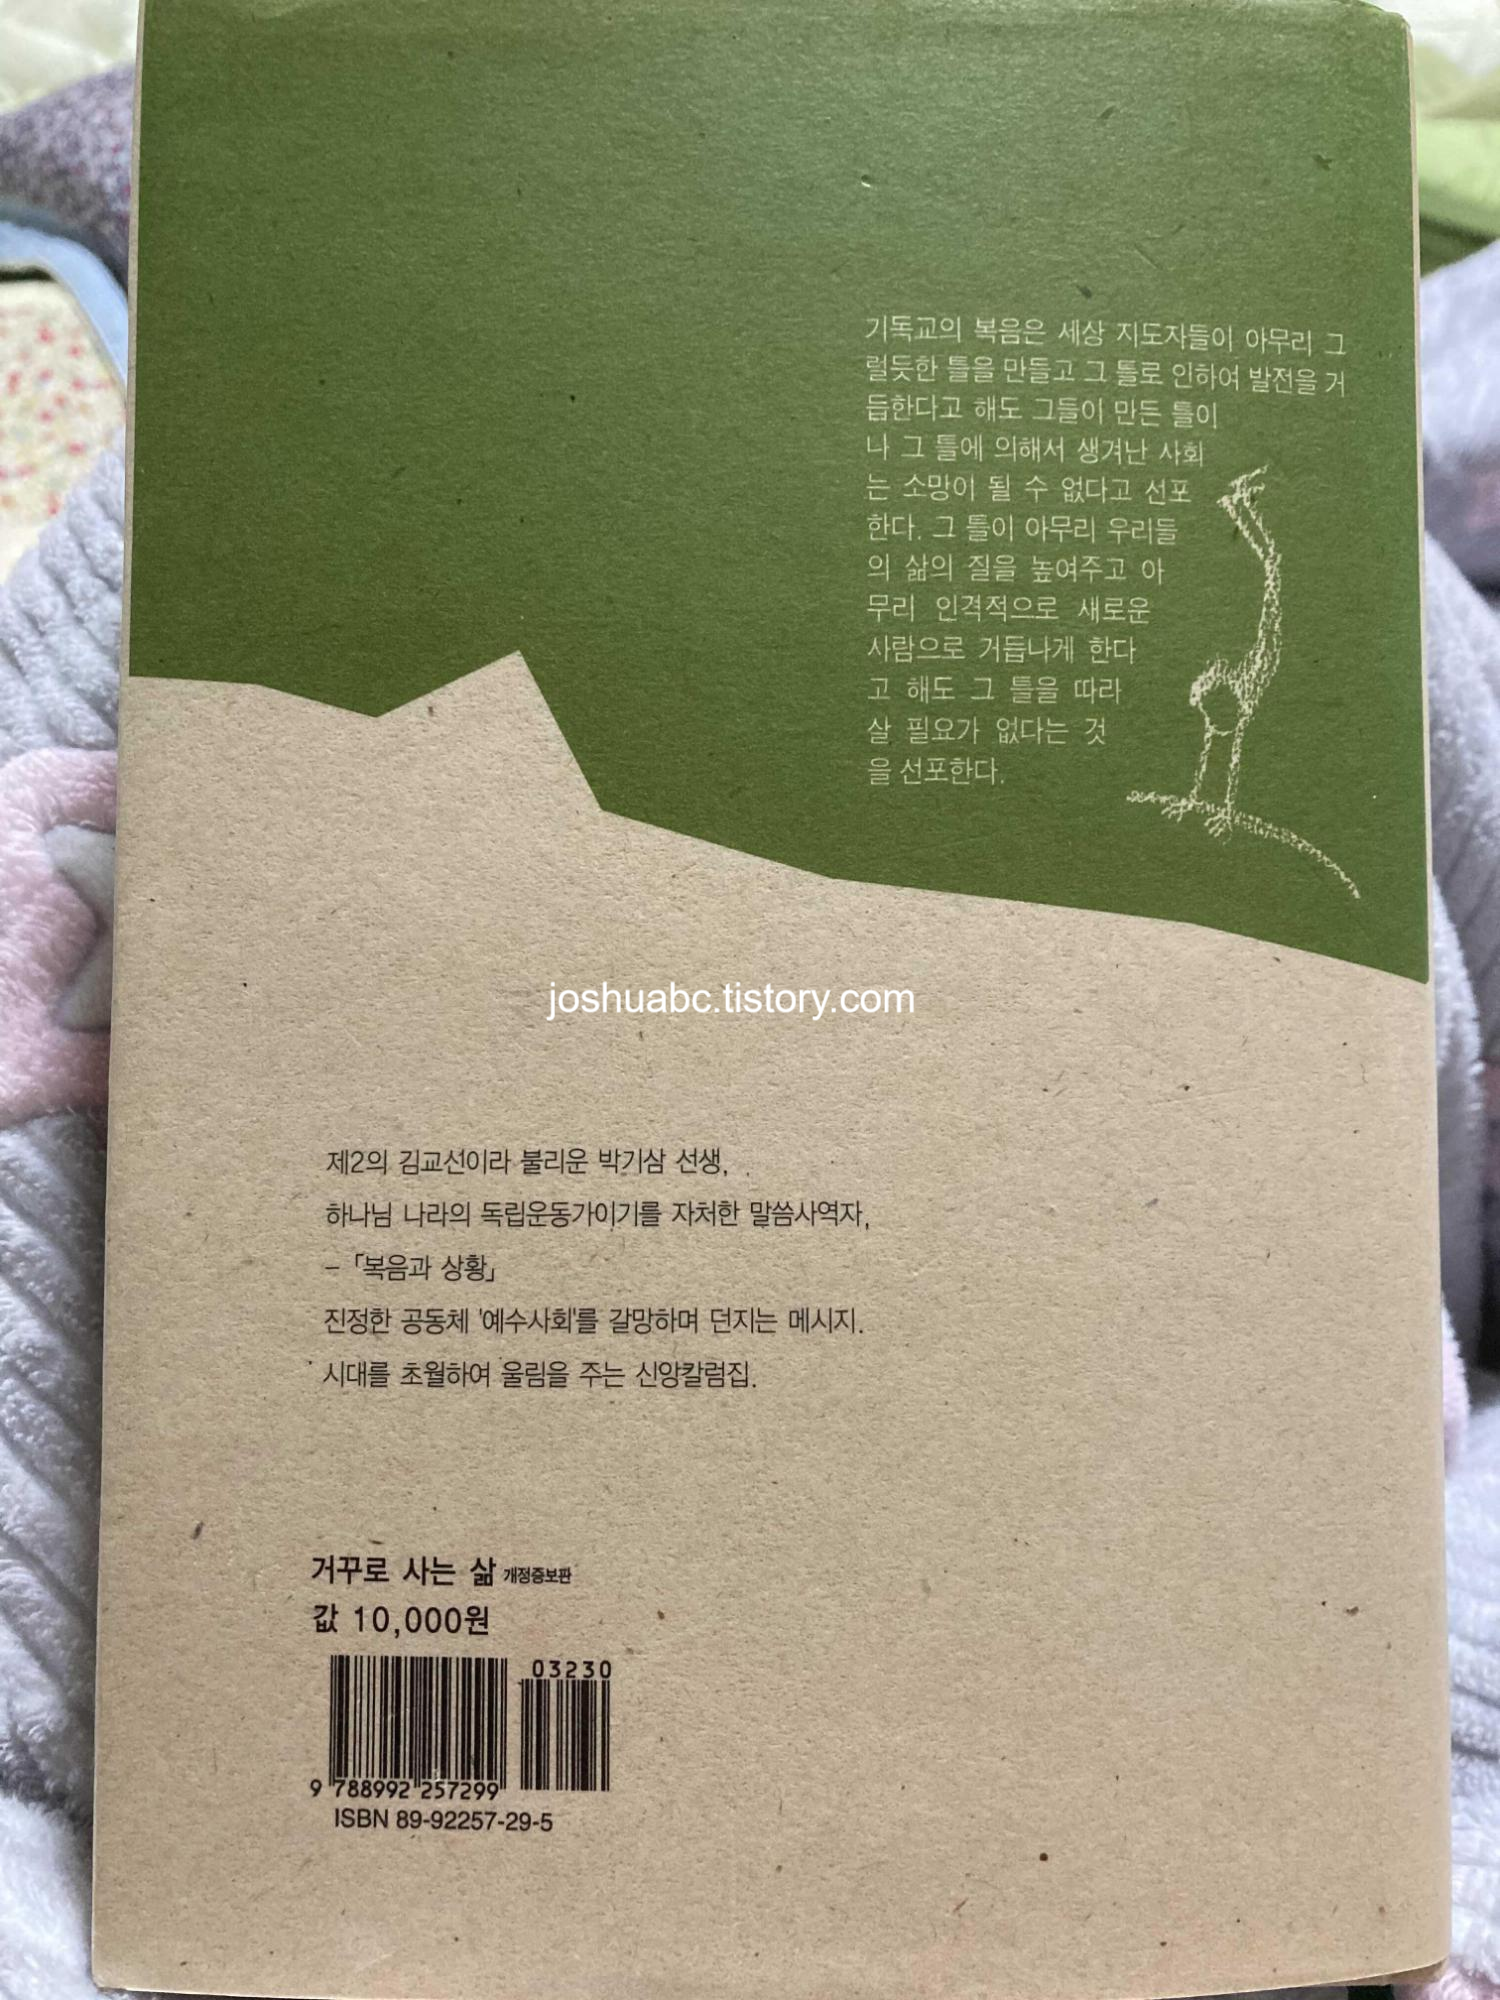 기독교의 복음은 세상 지도자들이 아무리 그
럴듯한 틀을 만들고 그 틀로 인하여 발전을 거
듭한다고 해도 그들이 만든 틀이
나 그 틀에 의해서 생겨난 사회
는 소망이 될 수 없다고 선포
한다. 그 틀이 아무리 우리들
의 삶의 질을 높여주고 아
무리 인격적으로 새로운
사람으로 거듭나게 한다
고 해도 그 틀을 따라
살 필요가 없다는 것
을 선포한다.
joshuabc.tistory.com
제2의 김교선이라 불리운 박기삼 선생,
하나님 나라의 독립운동가이기를 자처한 말씀사역자,
– 「복음과 상황」
진정한 공동체 '예수사회'를 갈망하며 던지는 메시지.
시대를 초월하여 울림을 주는 신앙칼럼집.
거꾸로 사는 삶 개정증보판
값 10,000원
03230
9 788992 257299
ISBN 89-92257-29-5